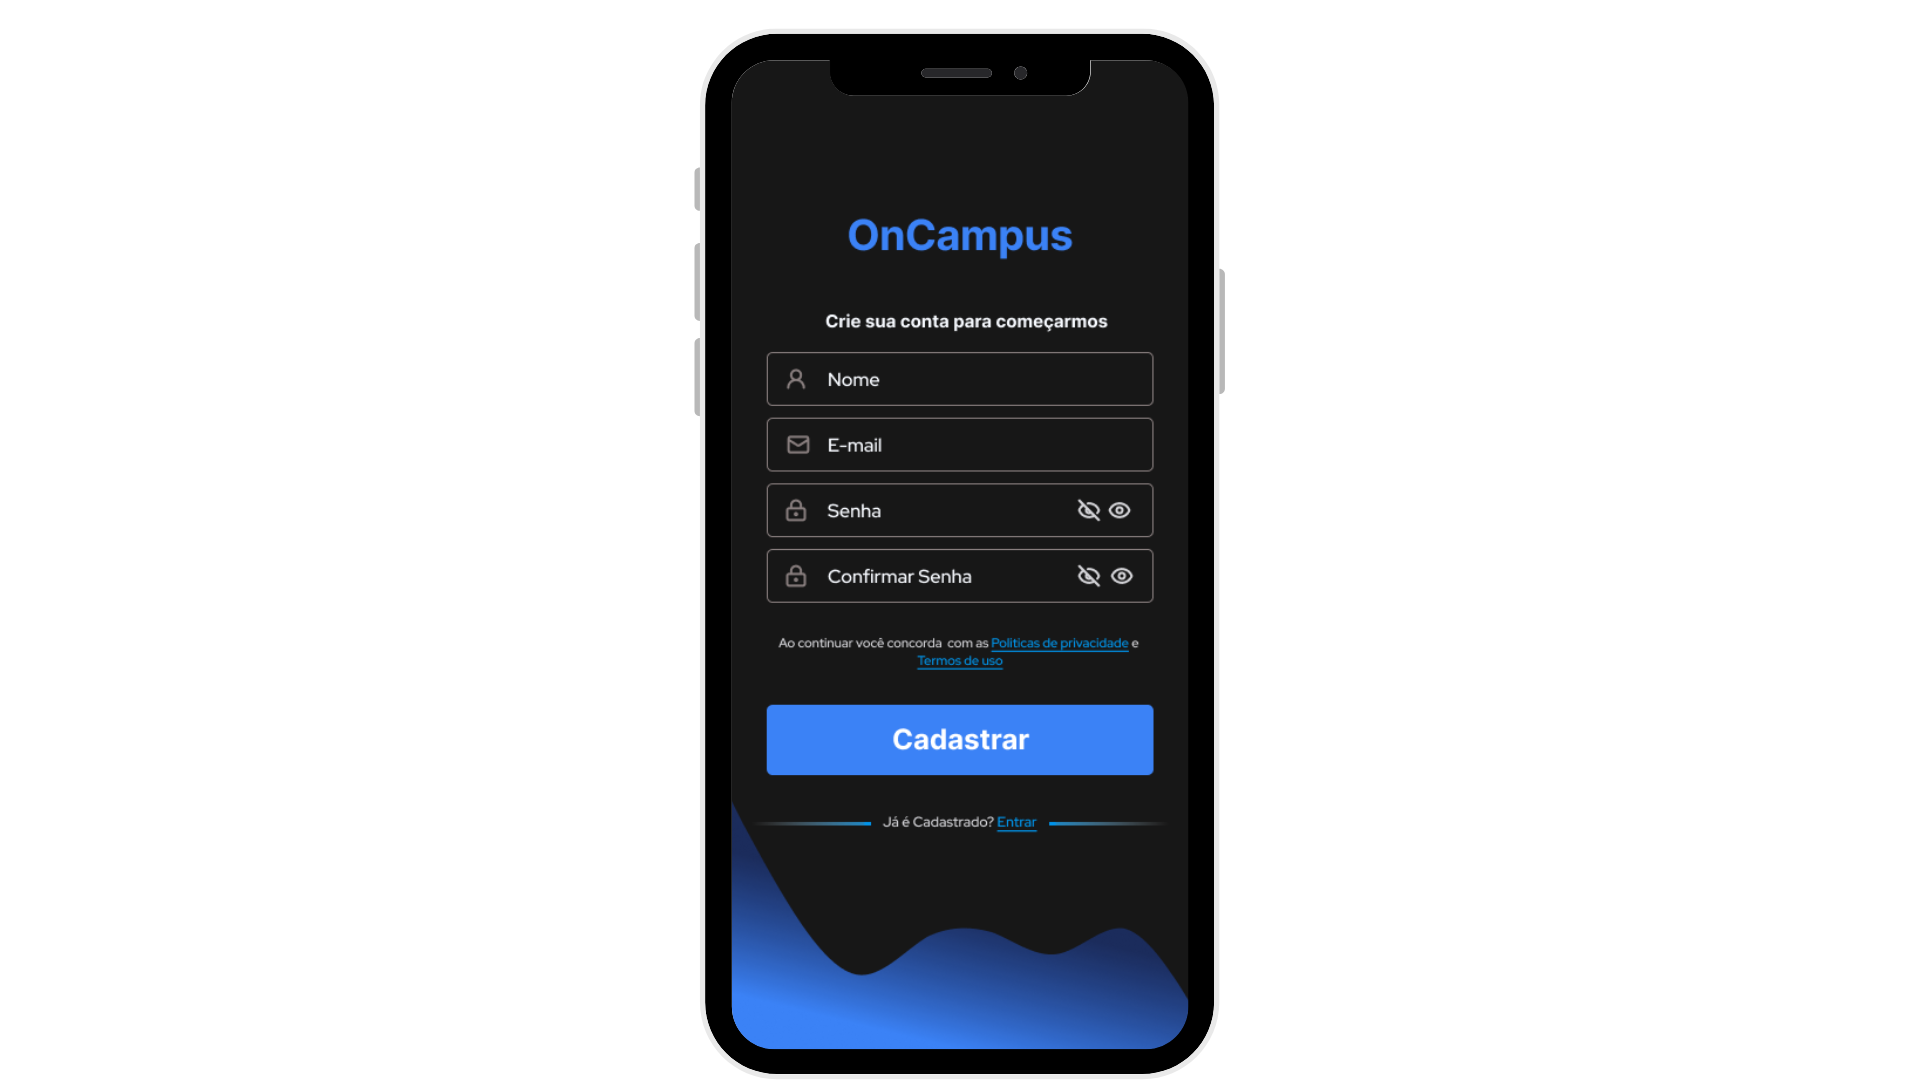 OnCampus
Crie sua conta para começarmos
Nome
E-mail
Senha
Confirmar Senha
Ao continuar você concorda com as Politicas de privacidade e
Termos de uso
Cadastrar
Já é Cadastrado? Entrar